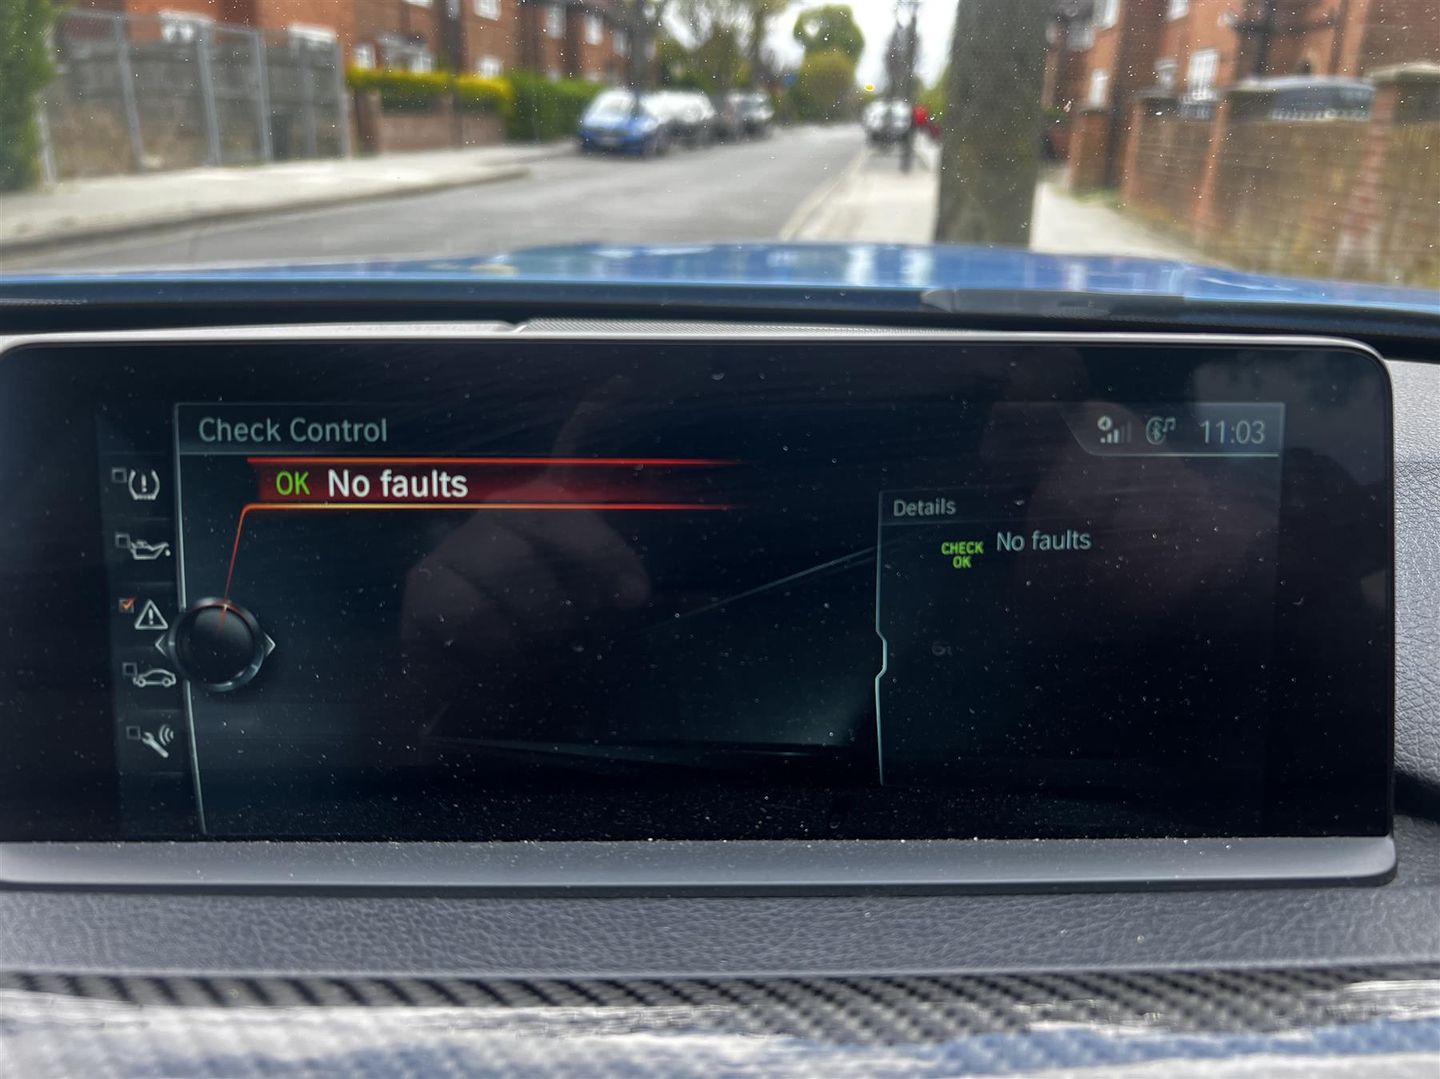 Check Control
11:03
OK No faults
Details
CHECK OK No faults